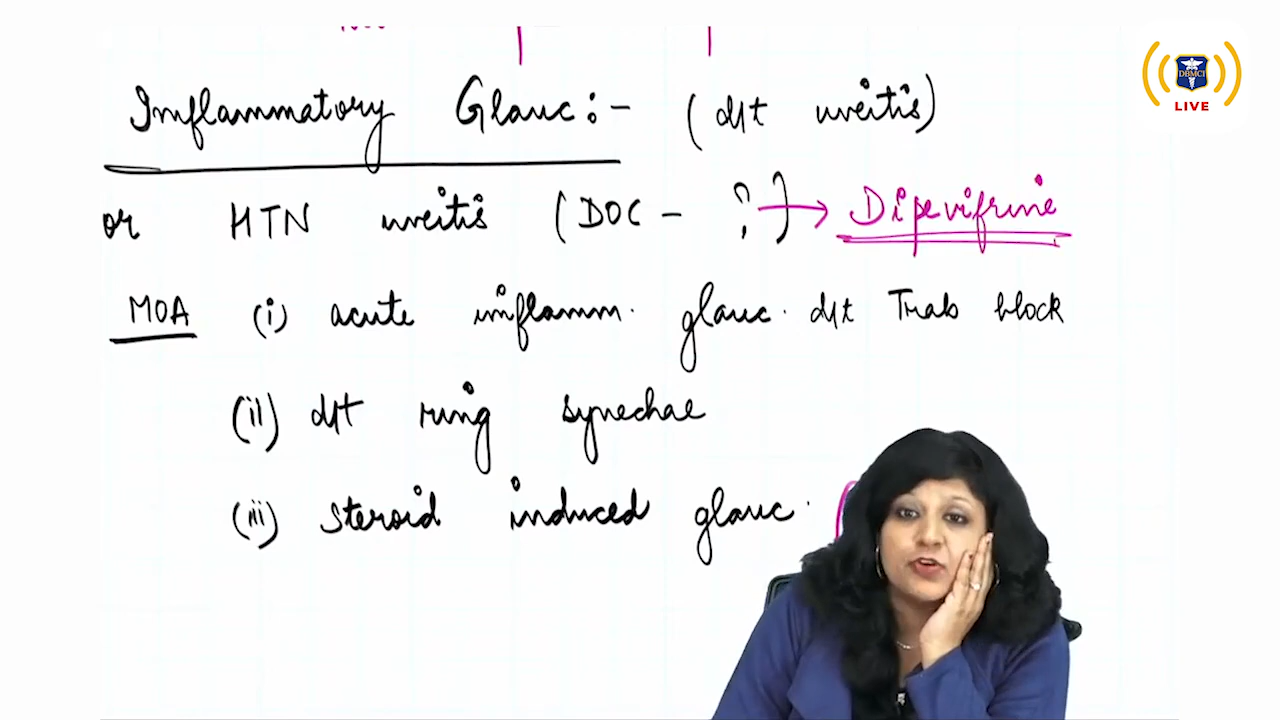 Inflammatory Glauc :- (d/t uveitis)
or HTN uveitis (DOC - ?) → Dipevifrine
MOA (i) acute inflamm. glauc. d/t Trab block
(ii) d/t ring synechae
(iii) steroid induced glauc.
DBMCI
LIVE